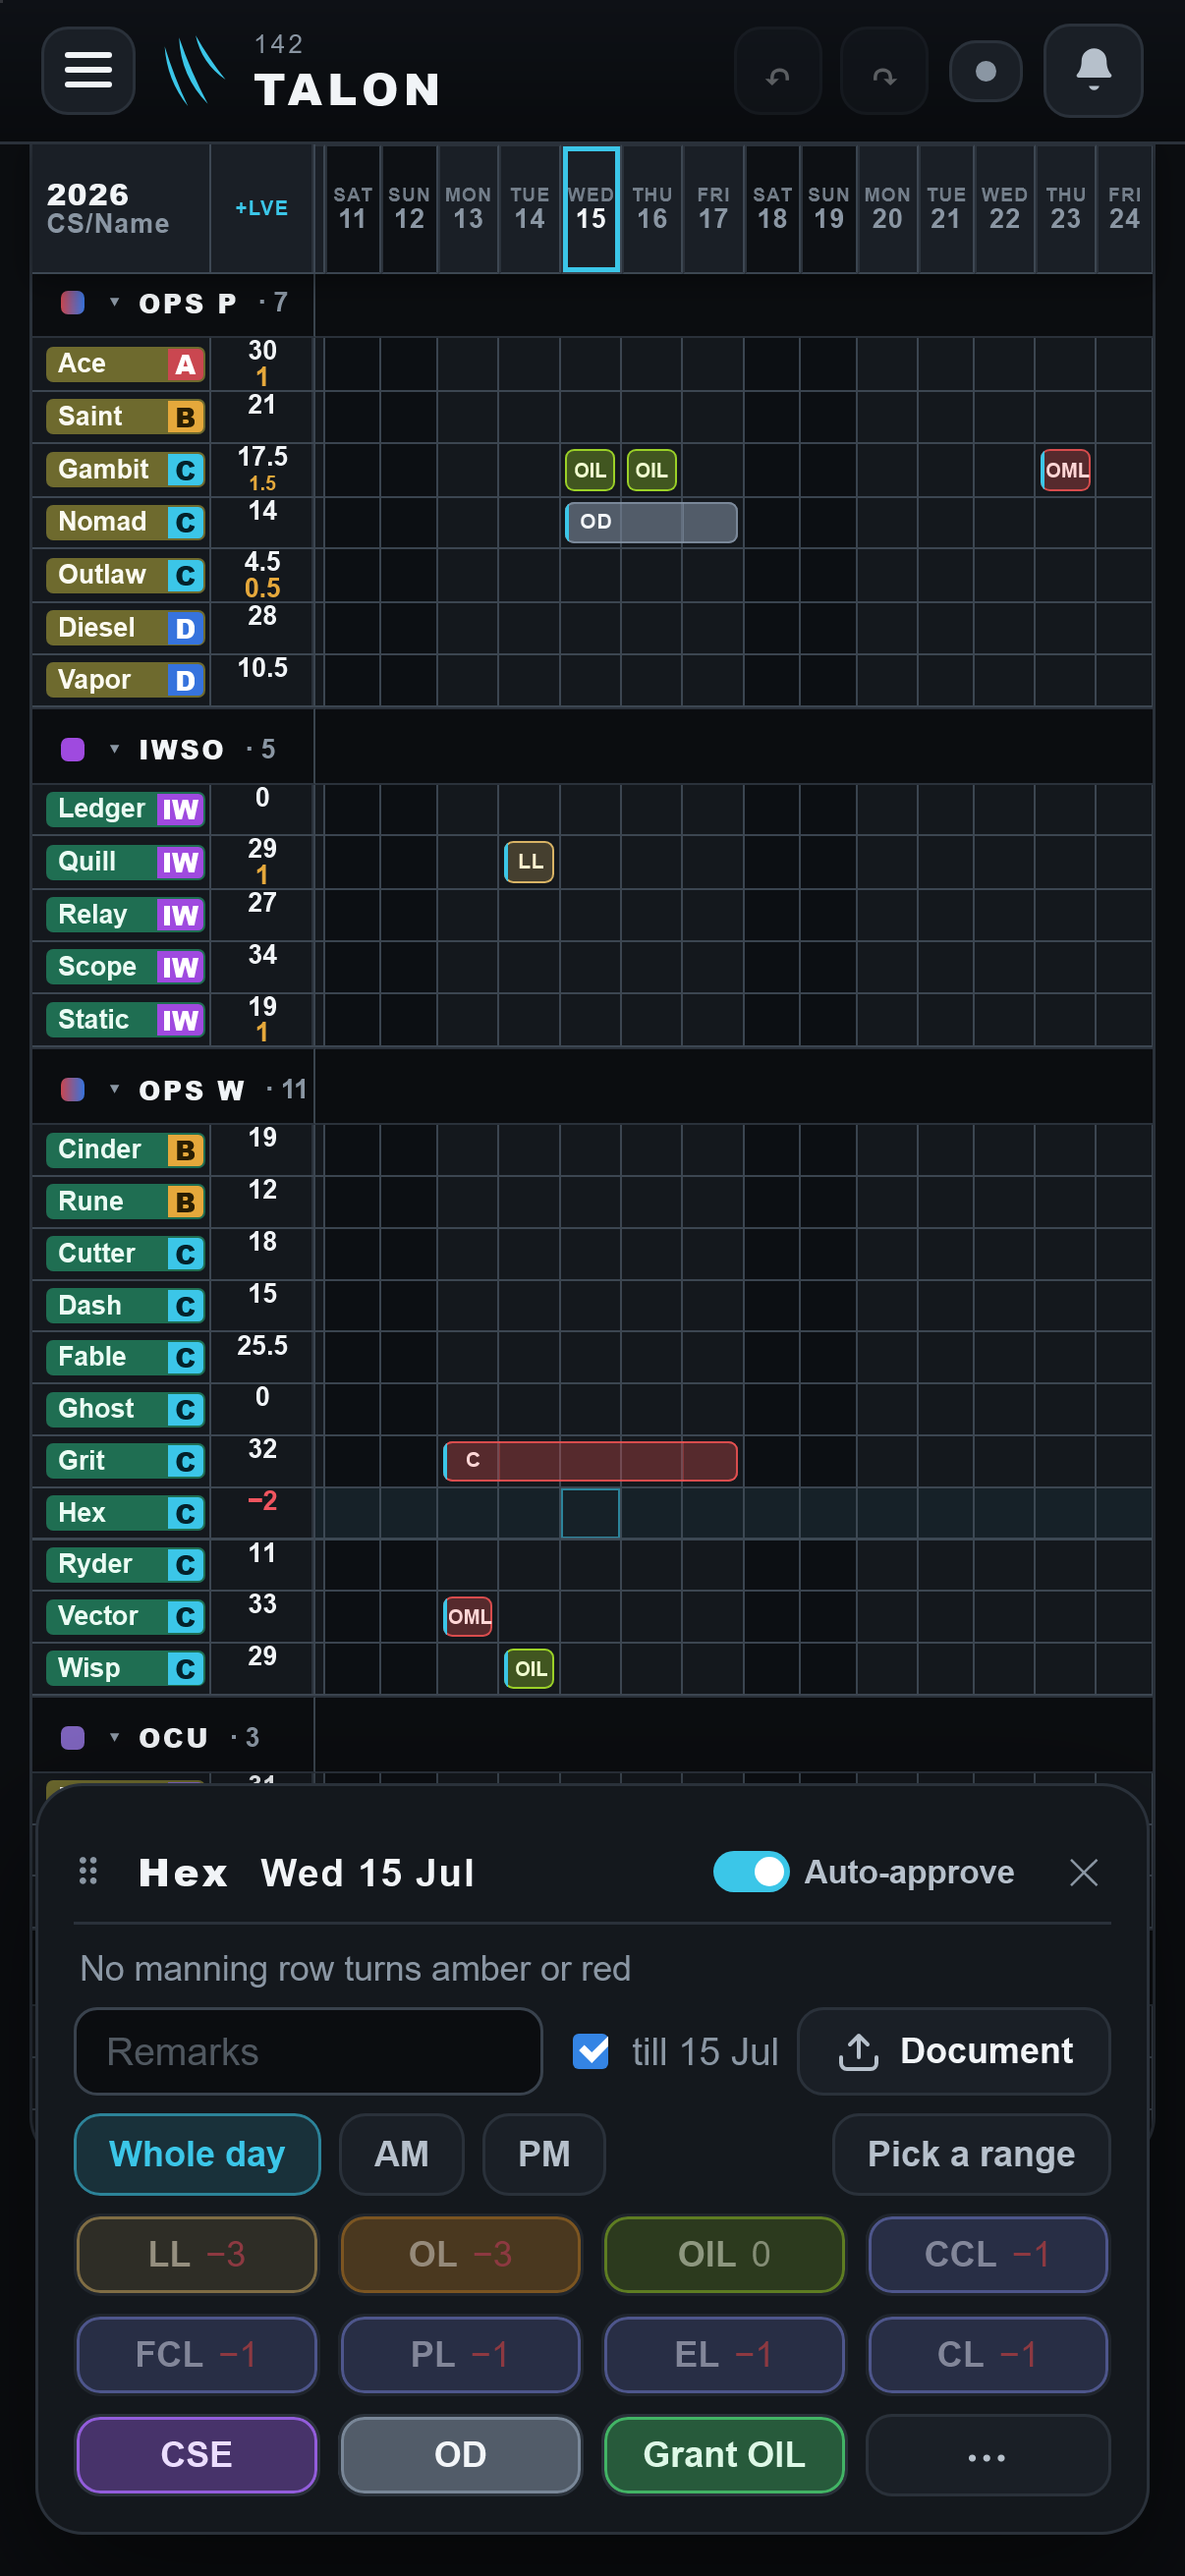 142
TALON
2026
CS/Name
+LVE
SAT 11
SUN 12
MON 13
TUE 14
WED 15
THU 16
FRI 17
SAT 18
SUN 19
MON 20
TUE 21
WED 22
THU 23
FRI 24
OPS P · 7
Ace A 30 1
Saint B 21
Gambit C 17.5 1.5 OIL OIL OML
Nomad C 14 OD
Outlaw C 4.5 0.5
Diesel D 28
Vapor D 10.5
IWSO · 5
Ledger IW 0
Quill IW 29 1 LL
Relay IW 27
Scope IW 34
Static IW 19 1
OPS W · 11
Cinder B 19
Rune B 12
Cutter C 18
Dash C 15
Fable C 25.5
Ghost C 0
Grit C 32 C
Hex C −2
Ryder C 11
Vector C 33 OML
Wisp C 29 OIL
OCU · 3
Hex Wed 15 Jul Auto-approve
No manning row turns amber or red
Remarks till 15 Jul Document
Whole day AM PM Pick a range
LL −3 OL −3 OIL 0 CCL −1
FCL −1 PL −1 EL −1 CL −1
CSE OD Grant OIL ...